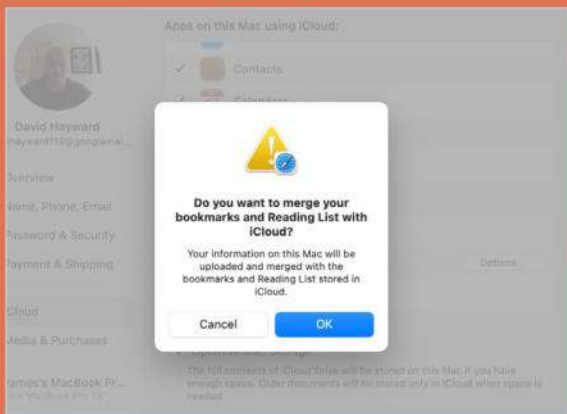 Apps on this Mac using iCloud:
Contacts
Calendars
David Hayward
Overview
Name, Phone, Email
Password & Security
Payment & Shipping
iCloud
Media & Purchases
James's MacBook Pr...
Do you want to merge your
bookmarks and Reading List with
iCloud?
Your information on this Mac will be
uploaded and merged with the
bookmarks and Reading List stored in
iCloud.
Cancel
OK
Options...
The full contents of iCloud Drive will be stored on this Mac if you have
enough space. Older documents will be stored only in iCloud when space is
needed.